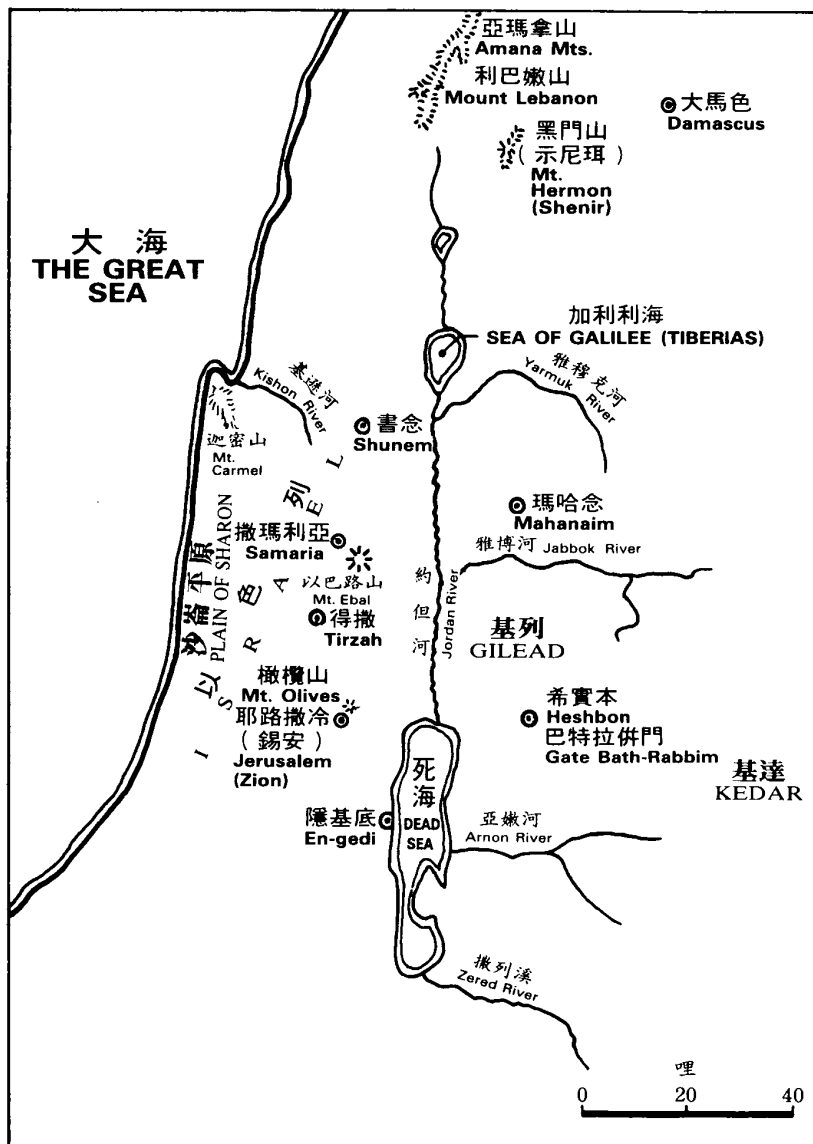 亞瑪拿山
Amana Mts.
利巴嫩山
Mount Lebanon
大馬色
Damascus
黑門山
(示尼珥)
Mt.
Hermon
(Shenir)
大海
THE GREAT
SEA
加利利海
SEA OF GALILEE (TIBERIAS)
基遜河
Kishon River
雅穆克河
Yarmuk River
迦密山
Mt.
Carmel
書念
Shunem
瑪哈念
Mahanaim
撒瑪利亞
Samaria
雅博河 Jabbok River
以巴路山
Mt. Ebal
沙崙平原
PLAIN OF SHARON
以色列
ISRAEL
約但河
Jordan River
得撒
Tirzah
基列
GILEAD
橄欖山
Mt. Olives
耶路撒冷
(錫安)
Jerusalem
(Zion)
希實本
Heshbon
巴特拉併門
Gate Bath-Rabbim
基達
KEDAR
死海
DEAD
SEA
隱基底
En-gedi
亞嫩河
Arnon River
撒列溪
Zered River
哩
0 20 40